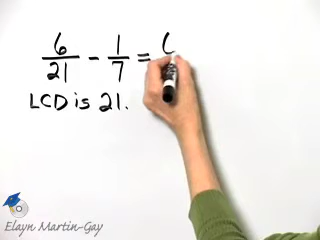 6/21 - 1/7 =
LCD is 21.
Elayn Martin-Gay